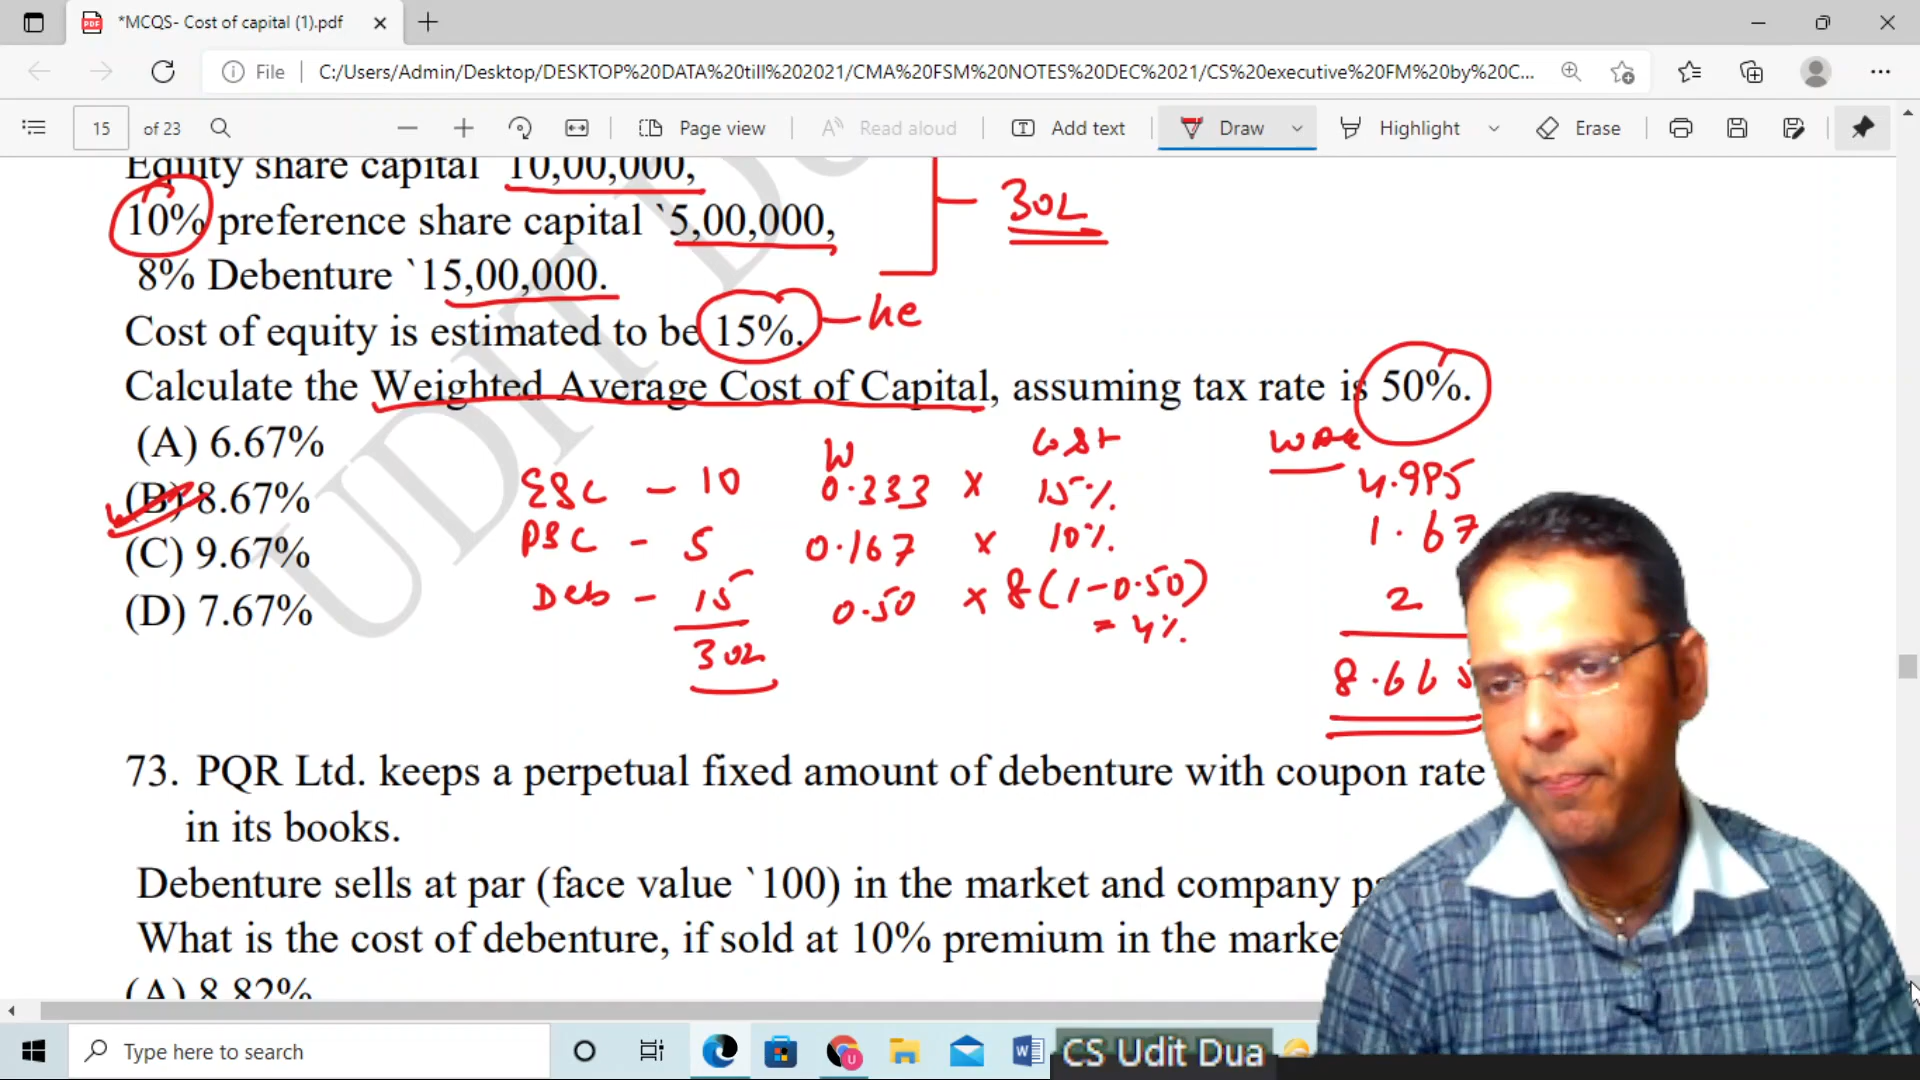 *MCQS- Cost of capital (1).pdf
File C:/Users/Admin/Desktop/DESKTOP%20DATA%20till%202021/CMA%20FSM%20NOTES%20DEC%2021/CS%20executive%20FM%20by%20C...
15 of 23 Page view Read aloud Add text Draw Highlight Erase
Equity share capital `10,00,000,
10% preference share capital `5,00,000,
30L
8% Debenture `15,00,000.
Cost of equity is estimated to be 15%. ke
Calculate the Weighted Average Cost of Capital, assuming tax rate is 50%.
(A) 6.67%
W Cost
(B) 8.67%
ESC - 10 0.333 x 15% 4.995
PSC - 5 0.167 x 10% 1.67
(C) 9.67%
Deb - 15 0.50 x 8(1-0.50) 2
= 4%
(D) 7.67%
30L 8.665
73. PQR Ltd. keeps a perpetual fixed amount of debenture with coupon rate
in its books.
Debenture sells at par (face value `100) in the market and company
What is the cost of debenture, if sold at 10% premium in the
(A) 8.82%
UDIT
Type here to search
CS Udit Dua